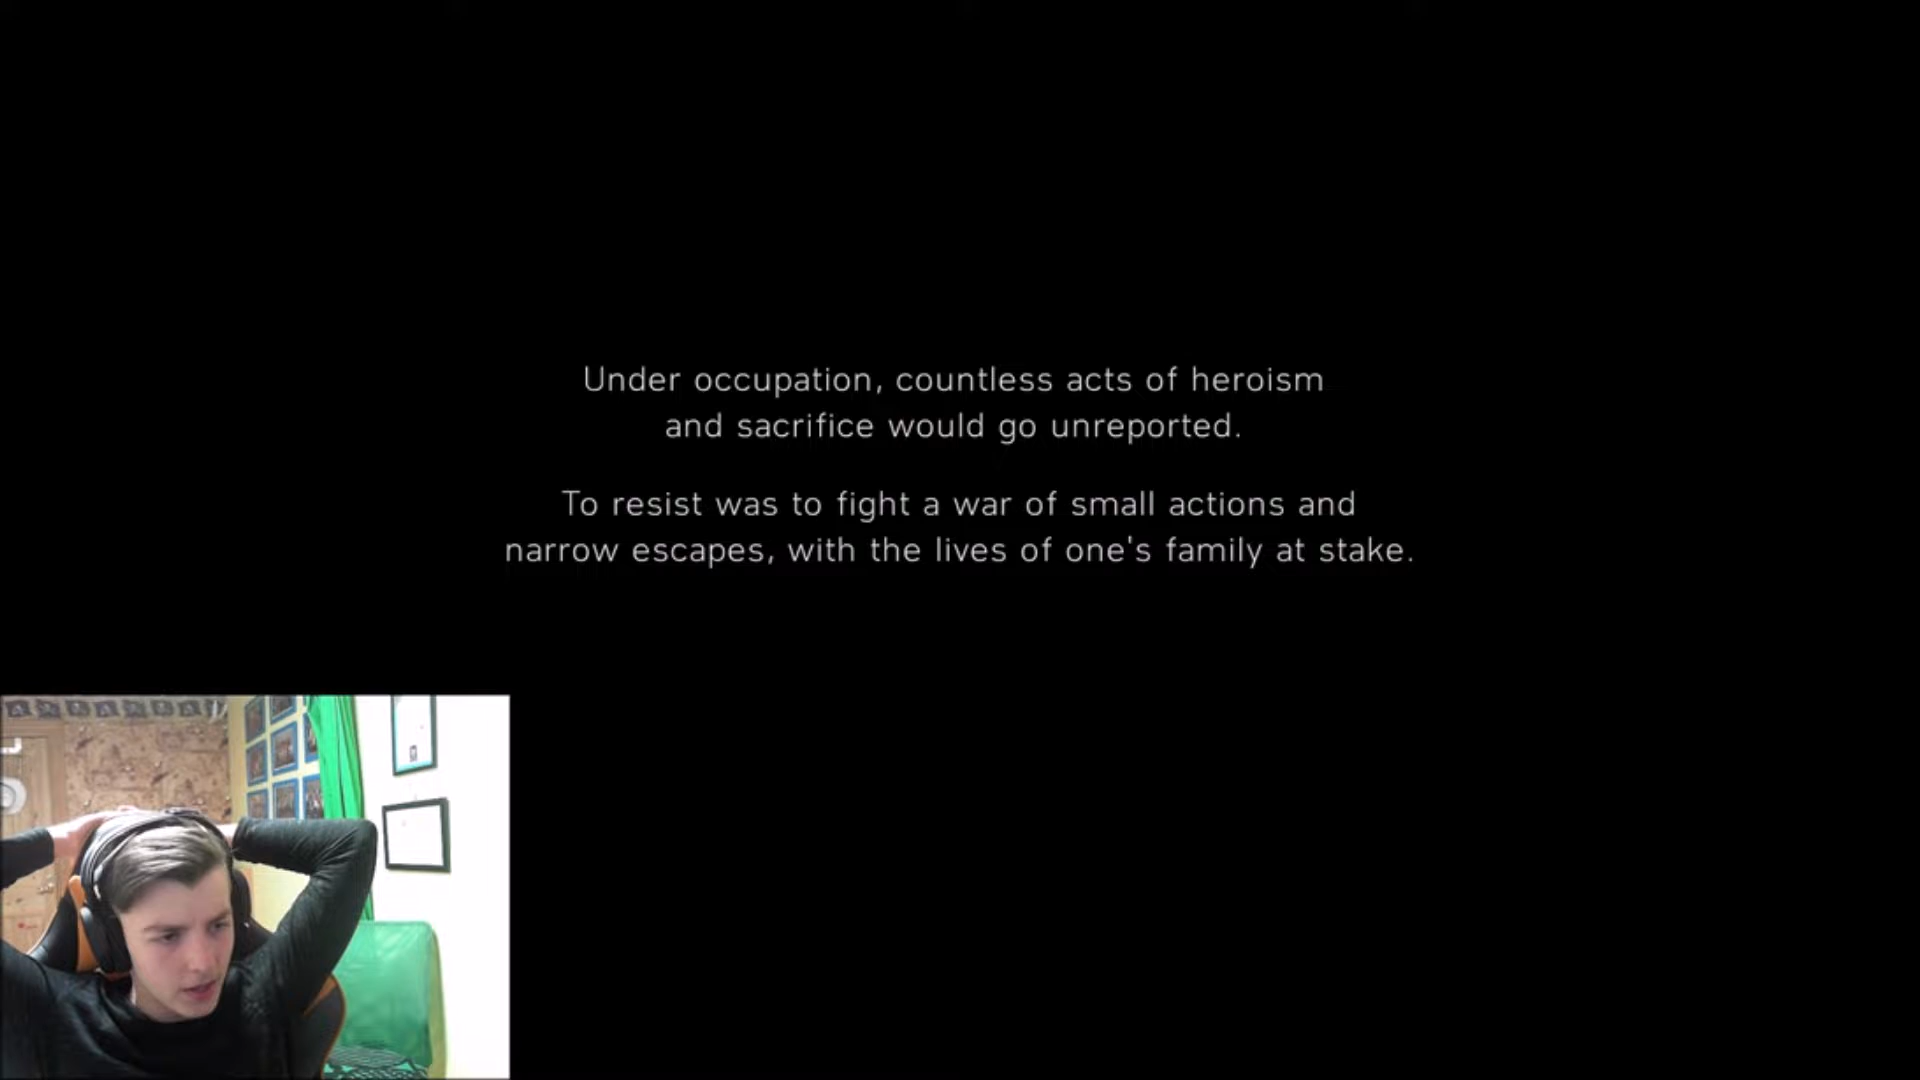 Under occupation, countless acts of heroism
and sacrifice would go unreported.
To resist was to fight a war of small actions and
narrow escapes, with the lives of one's family at stake.